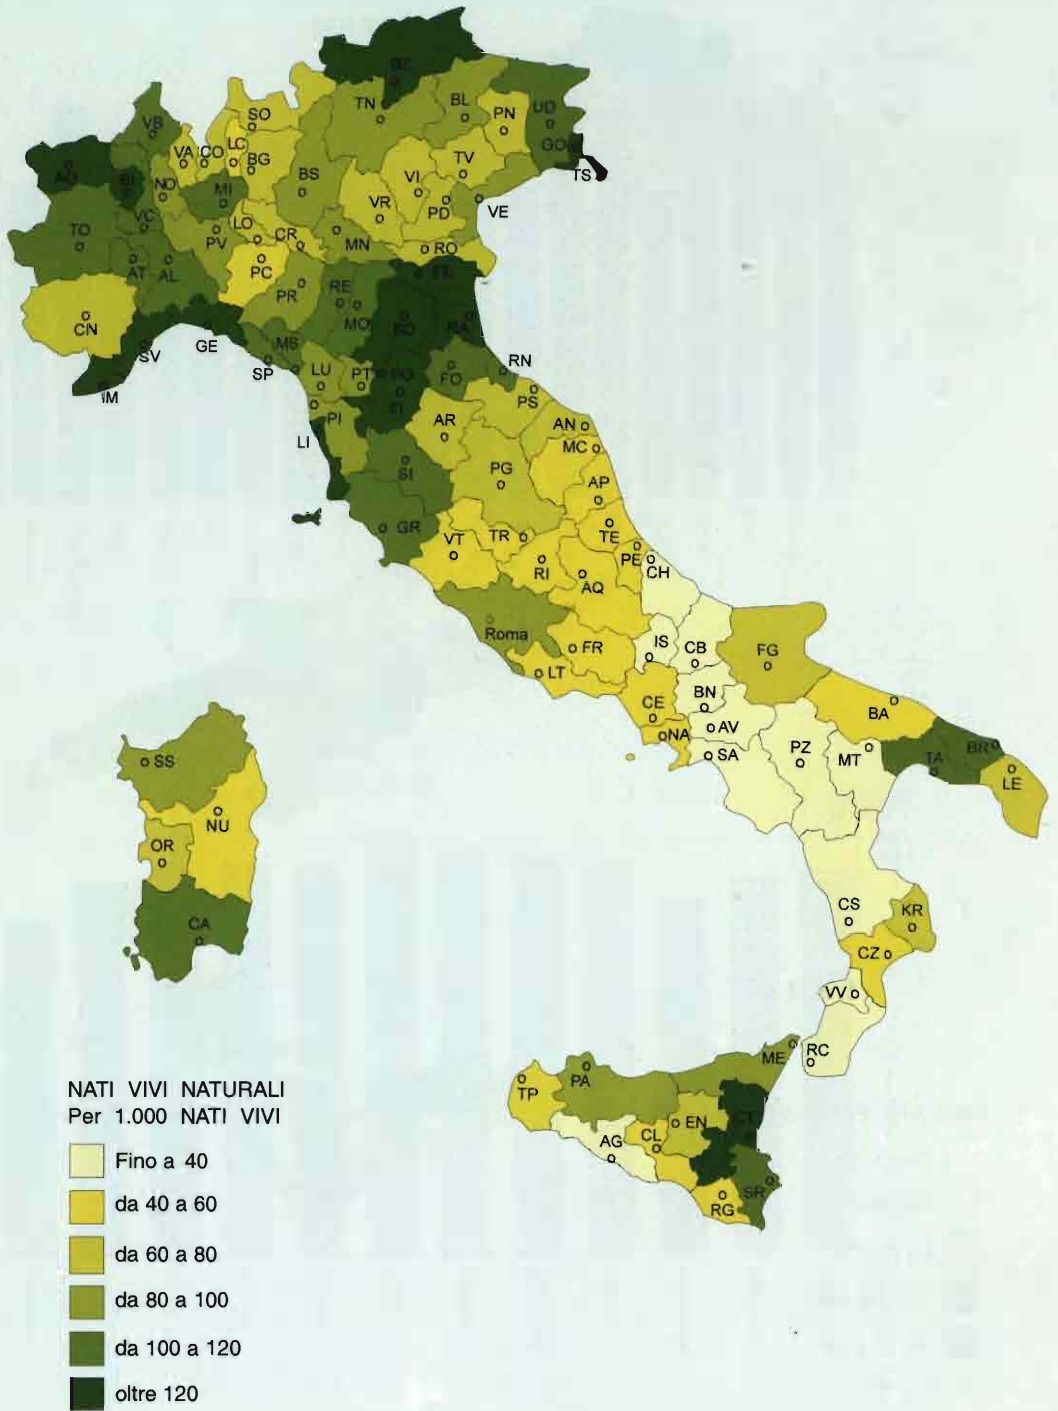 BZ
TN
BL
PN
UD
GO
TS
SO
VB
VA
CO
LC
BG
BS
VI
TV
AO
BI
NO
MI
VR
PD
VE
TO
VC
PV
LO
CR
MN
RO
AT
AL
PC
PR
RE
FE
CN
MO
BO
RA
SV
GE
SP
MS
LU
PT
PO
FO
RN
IM
FI
PS
PI
LI
AR
AN
MC
SI
PG
AP
GR
VT
TR
TE
RI
PE
AQ
CH
Roma
FR
LT
IS
CB
FG
BN
CE
AV
NA
SA
BA
PZ
MT
TA
BR
LE
SS
NU
OR
CA
CS
KR
CZ
VV
RC
ME
PA
TP
AG
CL
EN
CT
SR
RG
NATI VIVI NATURALI
Per 1.000 NATI VIVI
Fino a 40
da 40 a 60
da 60 a 80
da 80 a 100
da 100 a 120
oltre 120